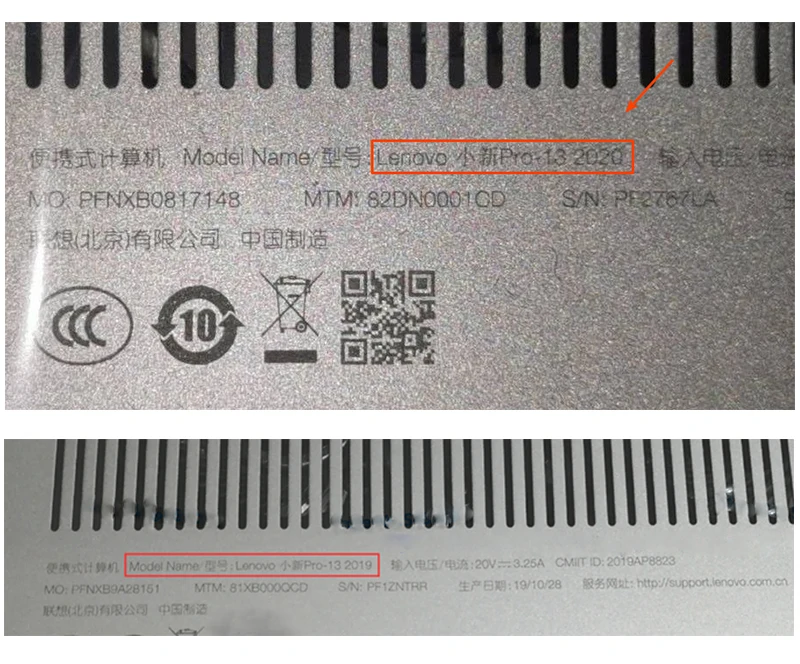 便携式计算机 Model Name/型号: Lenovo 小新Pro-13 2020 输入电压/电流
MO: PFNXB0817148 MTM: 82DN0001CD S/N: PF2767LA S
联想(北京)有限公司 中国制造
CCC 10
便携式计算机 Model Name/型号: Lenovo 小新Pro-13 2019 输入电压/电流:20V⎓3.25A CMIIT ID: 2019AP8823
MO: PFNXB9A28151 MTM: 81XB000QCD S/N: PF1ZNTRR 生产日期:19/10/28 服务网址: http://support.lenovo.com.cn
联想(北京)有限公司 中国制造